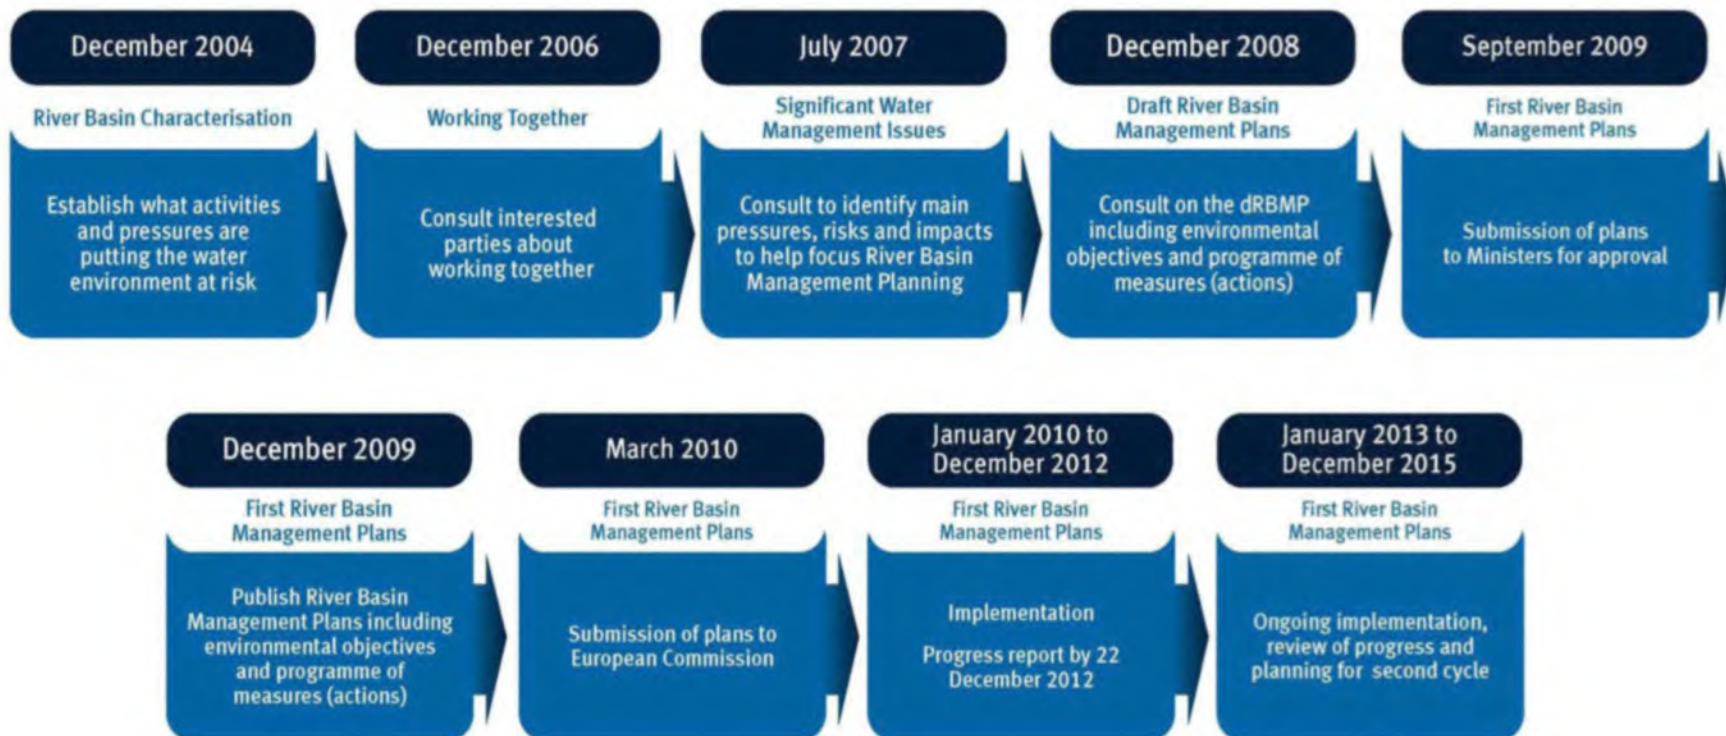 December 2004
River Basin Characterisation
Establish what activities
and pressures are
putting the water
environment at risk
December 2006
Working Together
Consult interested
parties about
working together
July 2007
Significant Water
Management Issues
Consult to identify main
pressures, risks and impacts
to help focus River Basin
Management Planning
December 2008
Draft River Basin
Management Plans
Consult on the dRBMP
including environmental
objectives and programme of
measures (actions)
September 2009
First River Basin
Management Plans
Submission of plans
to Ministers for approval
December 2009
First River Basin
Management Plans
Publish River Basin
Management Plans including
environmental objectives
and programme of
measures (actions)
March 2010
First River Basin
Management Plans
Submission of plans to
European Commission
January 2010 to
December 2012
First River Basin
Management Plans
Implementation
Progress report by 22
December 2012
January 2013 to
December 2015
First River Basin
Management Plans
Ongoing implementation,
review of progress and
planning for second cycle